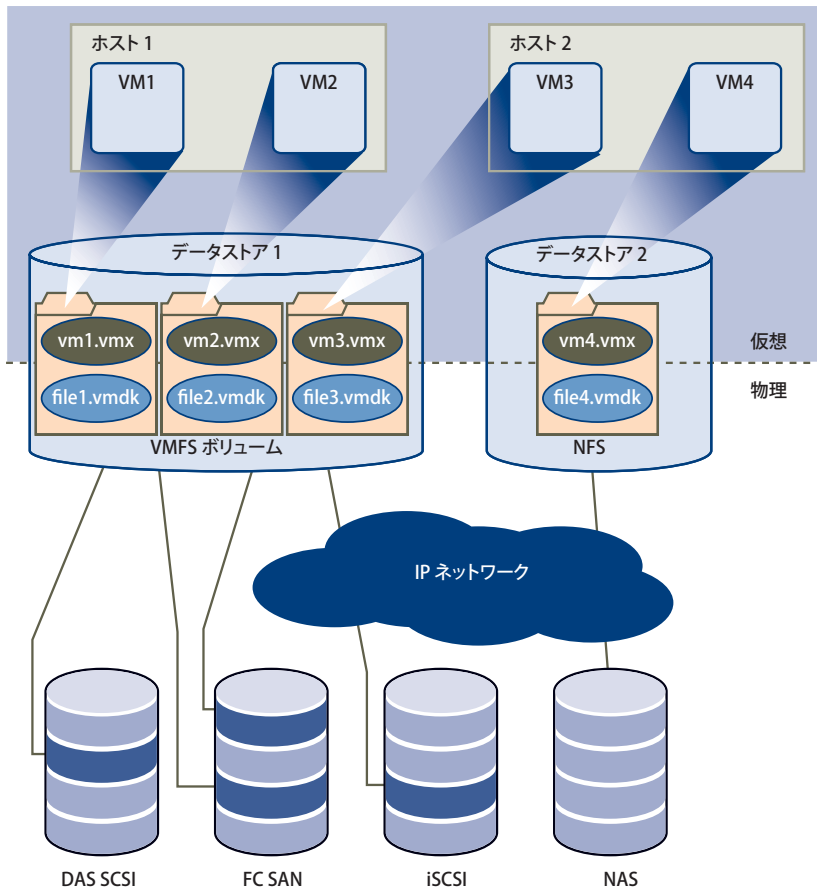 ホスト 1
ホスト 2
VM1
VM2
VM3
VM4
データストア 1
データストア 2
vm1.vmx
vm2.vmx
vm3.vmx
vm4.vmx
仮想
物理
file1.vmdk
file2.vmdk
file3.vmdk
file4.vmdk
VMFS ボリューム
NFS
IP ネットワーク
DAS SCSI
FC SAN
iSCSI
NAS